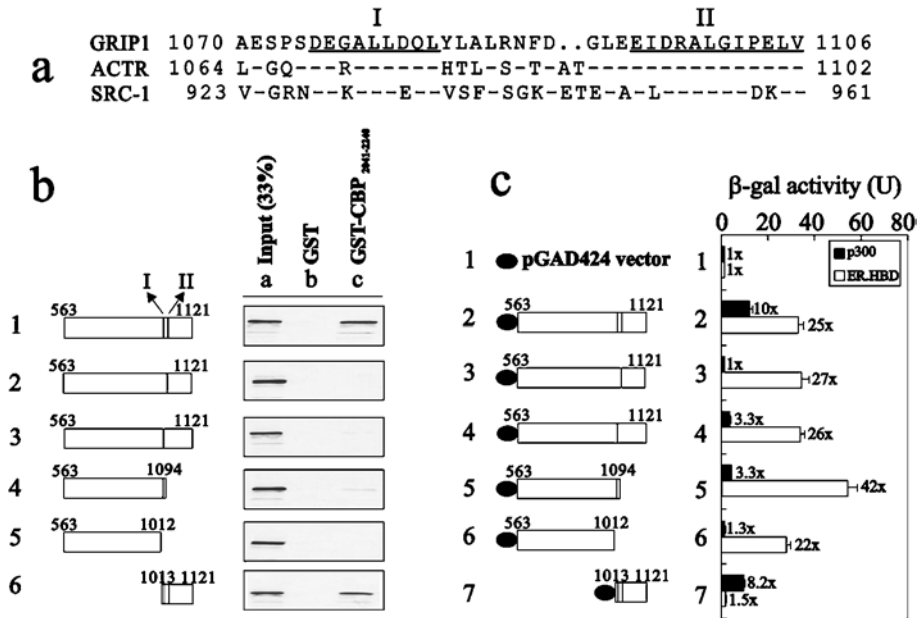 I II
GRIP1 1070 AESPSDEGALLDQLYLALRNFD..GLEEIDRALGIPELV 1106
a
ACTR 1064 L-GQ---R------HTL-S-T-AT--------------- 1102
SRC-1 923 V-GRN--K---E--VSF-SGK-ETE-A-L------DK-- 961
b
Input (33%)
GST
GST-CBP 2041-2240
a b c
I II
1 563 1121
2 563 1121
3 563 1121
4 563 1094
5 563 1012
6 1013 1121
c
β-gal activity (U)
0 20 40 60 80
p300
ER.HBD
1 pGAD424 vector 1 1x 1x
2 563 1121 2 10x 25x
3 563 1121 3 1x 27x
4 563 1121 4 3.3x 26x
5 563 1094 5 3.3x 42x
6 563 1012 6 1.3x 22x
7 1013 1121 7 8.2x 1.5x